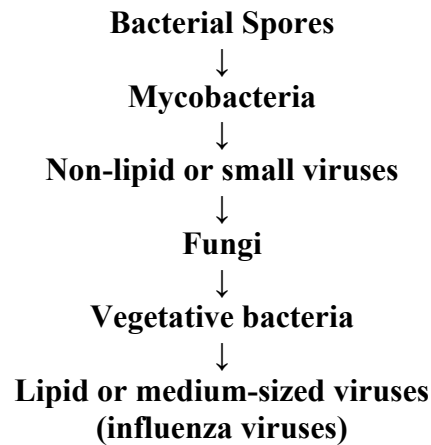 Bacterial Spores
↓
Mycobacteria
↓
Non-lipid or small viruses
↓
Fungi
↓
Vegetative bacteria
↓
Lipid or medium-sized viruses
(influenza viruses)